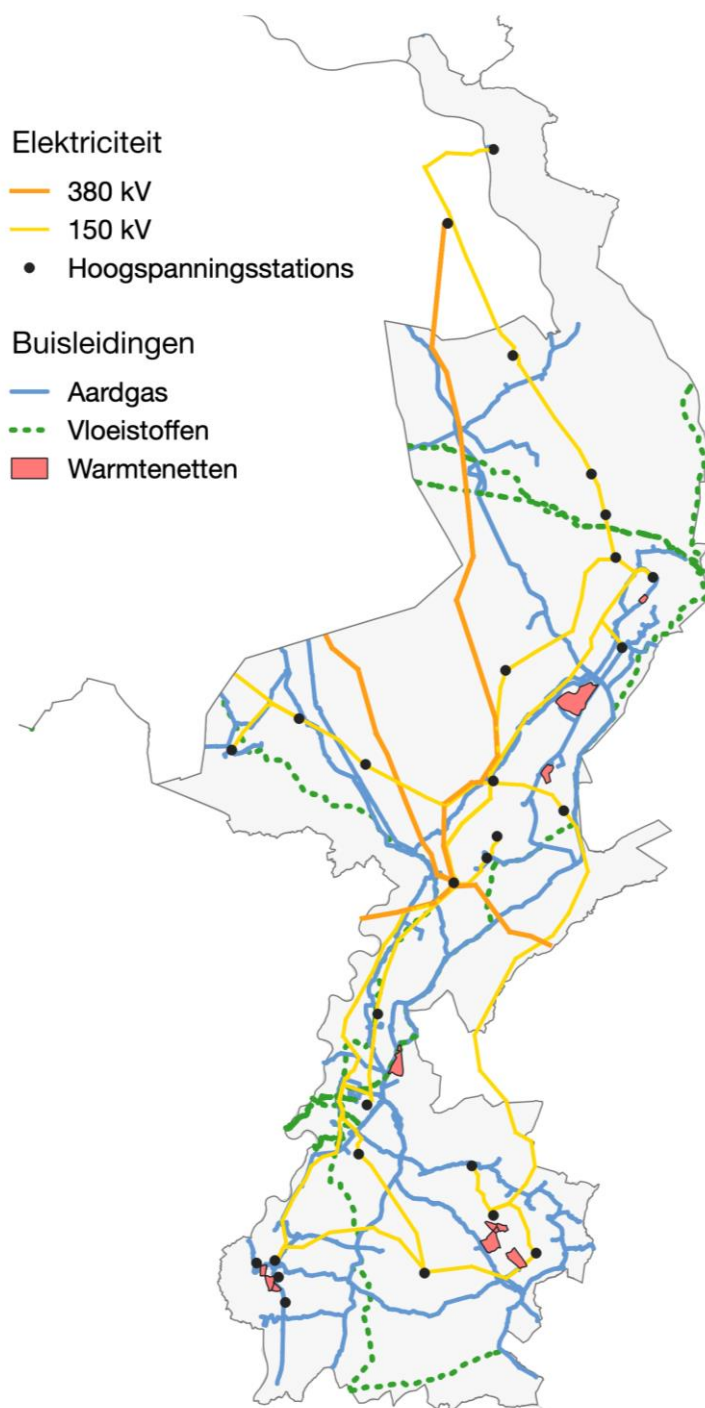 Elektriciteit
380 kV
150 kV
Hoogspanningsstations
Buisleidingen
Aardgas
Vloeistoffen
Warmtenetten